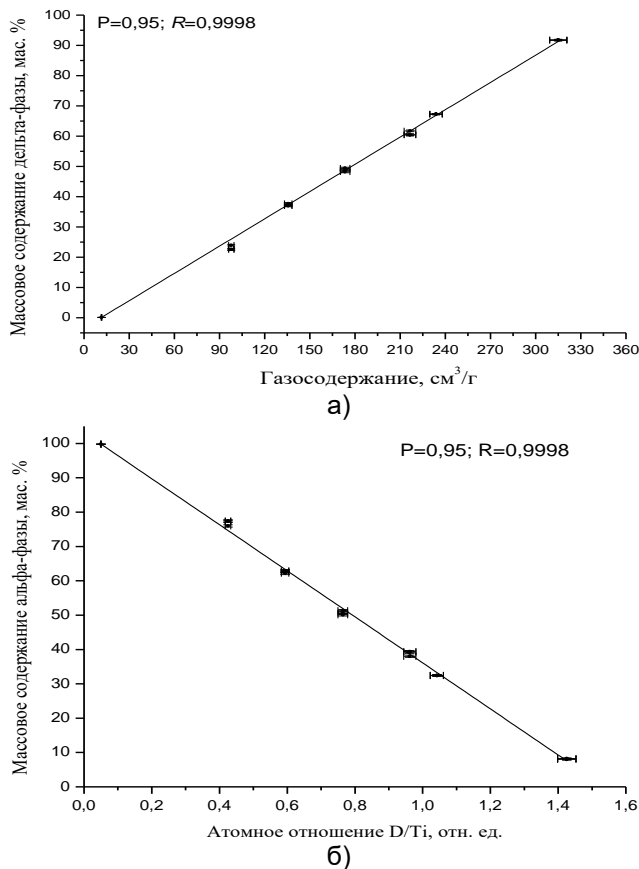 P=0,95; R=0,9998
Массовое содержание дельта-фазы, мас. %
100
90
80
70
60
50
40
30
20
10
0
0 30 60 90 120 150 180 210 240 270 300 330 360
Газосодержание, см³/г
а)
P=0,95; R=0,9998
Массовое содержание альфа-фазы, мас. %
100
90
80
70
60
50
40
30
20
10
0
0,0 0,2 0,4 0,6 0,8 1,0 1,2 1,4 1,6
Атомное отношение D/Ti, отн. ед.
б)